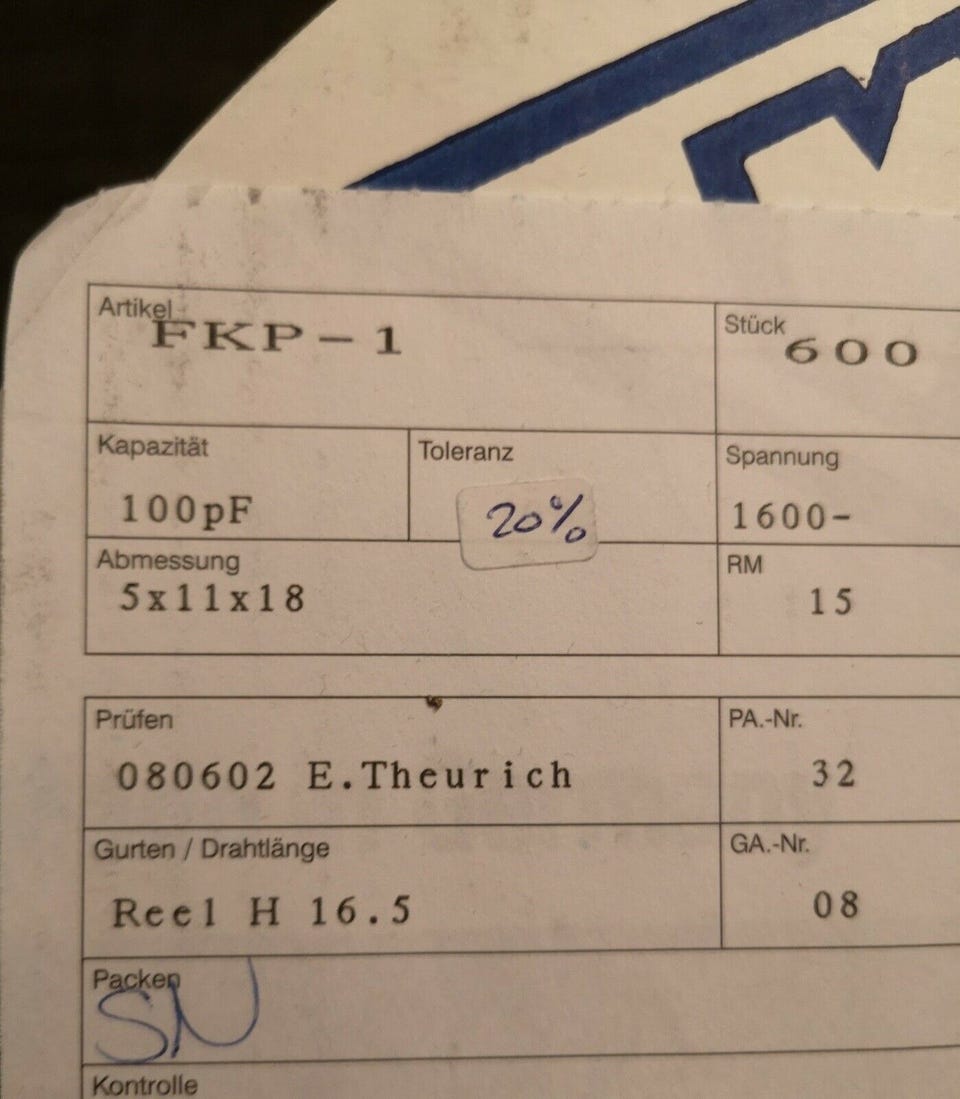 Artikel
FKP-1
Stück
600
Kapazität
100pF
Toleranz
20%
Spannung
1600-
Abmessung
5x11x18
RM
15
Prüfen
080602 E.Theurich
PA.-Nr.
32
Gurten / Drahtlänge
Reel H 16.5
GA.-Nr.
08
Packen
SN
Kontrolle